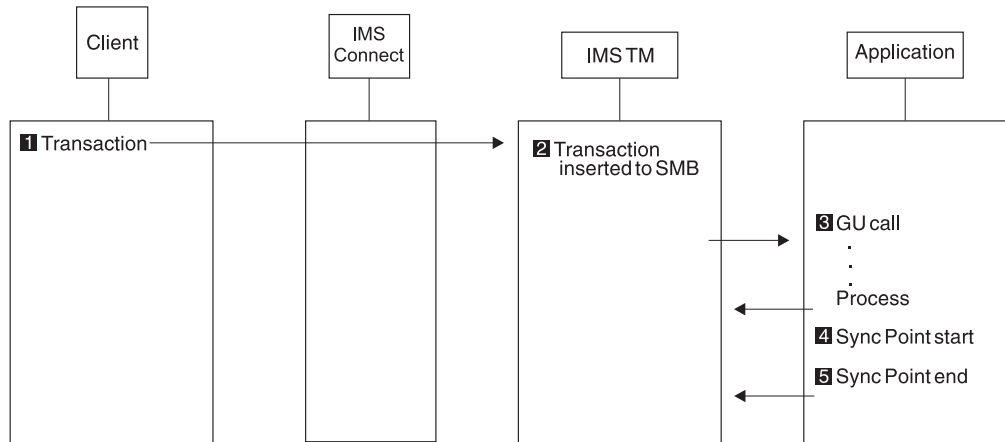 Client
IMS
Connect
IMS TM
Application
1 Transaction
2 Transaction
inserted to SMB
3 GU call
.
.
.
Process
4 Sync Point start
5 Sync Point end